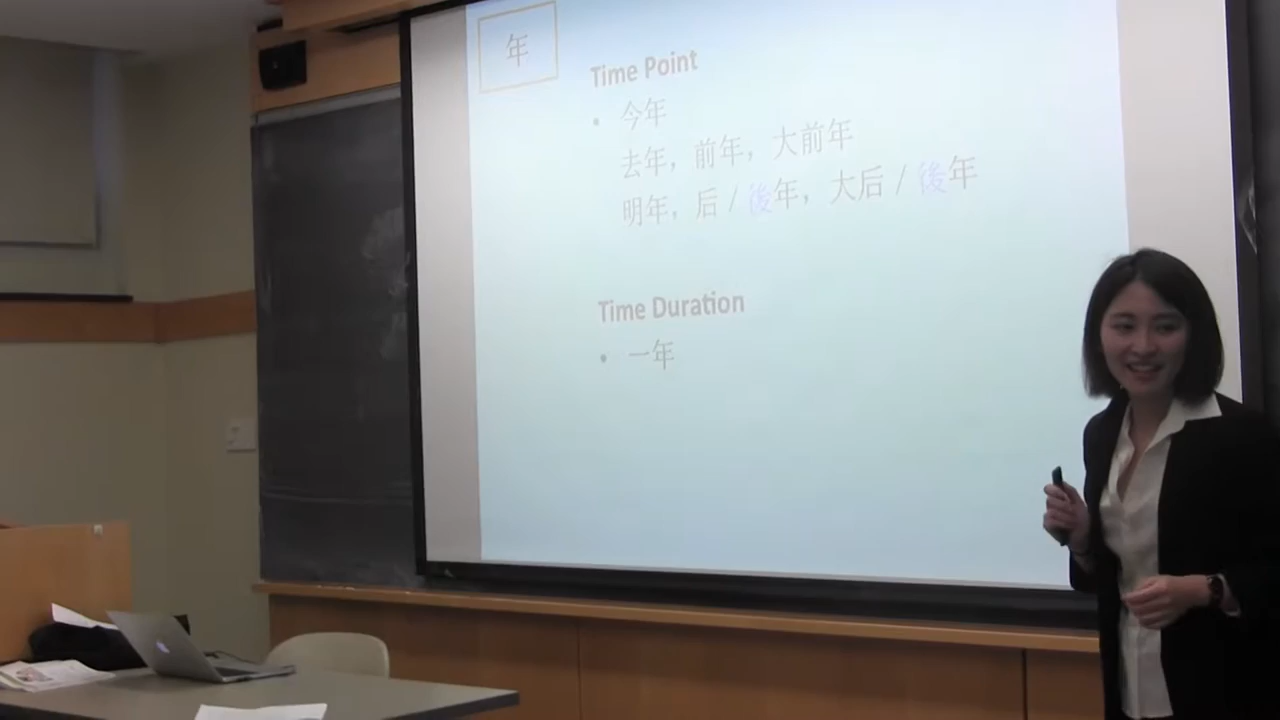 年
Time Point
• 今年
去年，前年，大前年
明年，后 / 後年，大后 / 後年
Time Duration
• 一年